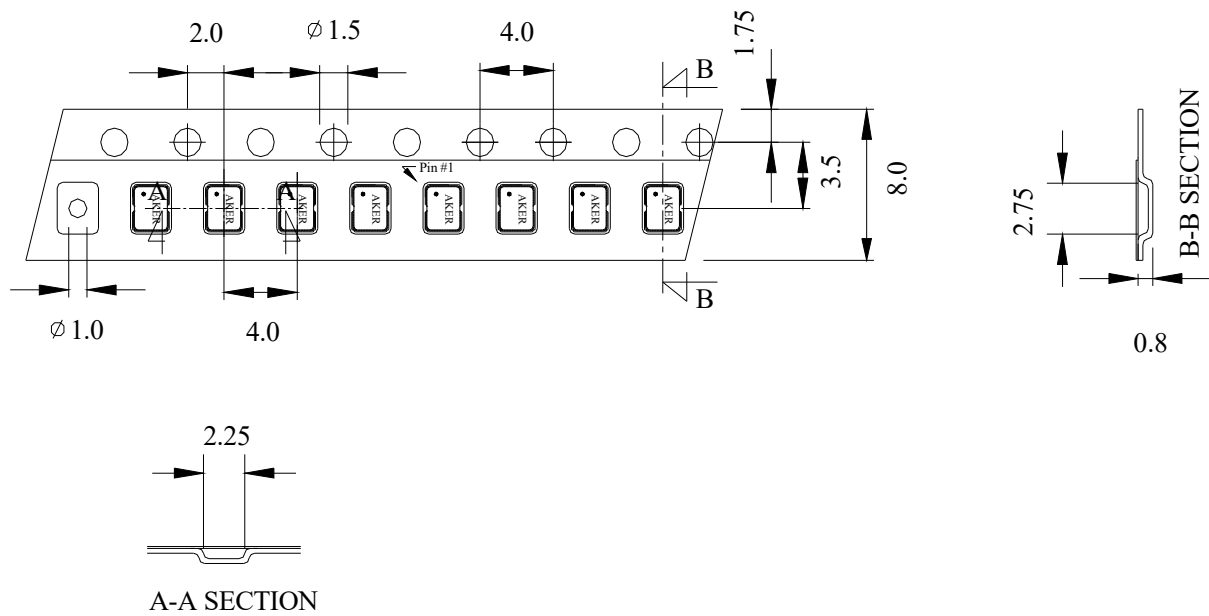 2.0
∅ 1.5
4.0
1.75
B
Pin #1
3.5
8.0
A
A
AKER
AKER
AKER
AKER
AKER
AKER
AKER
AKER
B
∅ 1.0
4.0
2.75
B-B SECTION
0.8
2.25
A-A SECTION